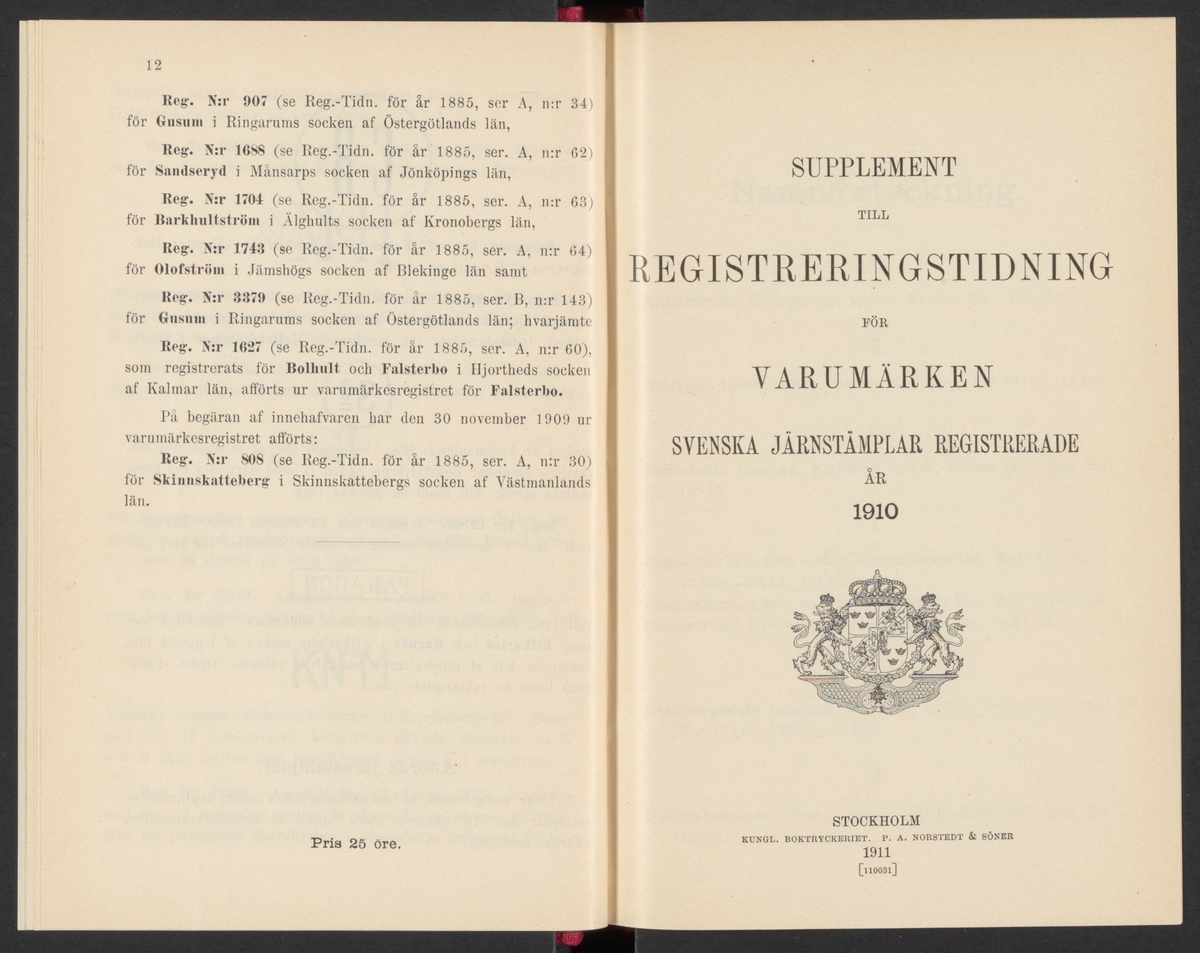 12
Reg. N:r 907 (se Reg.-Tidn. för år 1885, ser A, n:r 34)
för Gusum i Ringarums socken af Östergötlands län,
Reg. N:r 1688 (se Reg.-Tidn. för år 1885, ser. A, n:r 62)
för Sandseryd i Månsarps socken af Jönköpings län,
Reg. N:r 1704 (se Reg.-Tidn. för år 1885, ser. A, n:r 63)
för Barkhultström i Älghults socken af Kronobergs län,
Reg. N:r 1743 (se Reg.-Tidn. för år 1885, ser. A, n:r 64)
för Olofström i Jämshögs socken af Blekinge län samt
Reg. N:r 3379 (se Reg.-Tidn. för år 1885, ser. B, n:r 143)
för Gusum i Ringarums socken af Östergötlands län; hvarjämte
Reg. N:r 1627 (se Reg.-Tidn. för år 1885, ser. A, n:r 60),
som registrerats för Bolhult och Falsterbo i Hjortheds socken
af Kalmar län, afförts ur varumärkesregistret för Falsterbo.
På begäran af innehafvaren har den 30 november 1909 ur
varumärkesregistret afförts:
Reg. N:r 808 (se Reg.-Tidn. för år 1885, ser. A, n:r 30)
för Skinnskatteberg i Skinnskattebergs socken af Västmanlands
län.
Pris 25 öre.
SUPPLEMENT
TILL
REGISTRERINGSTIDNING
FÖR
VARUMÄRKEN
SVENSKA JÄRNSTÄMPLAR REGISTRERADE
ÅR
1910
STOCKHOLM
KUNGL. BOKTRYCKERIET. P. A. NORSTEDT & SÖNER
1911
[110031]